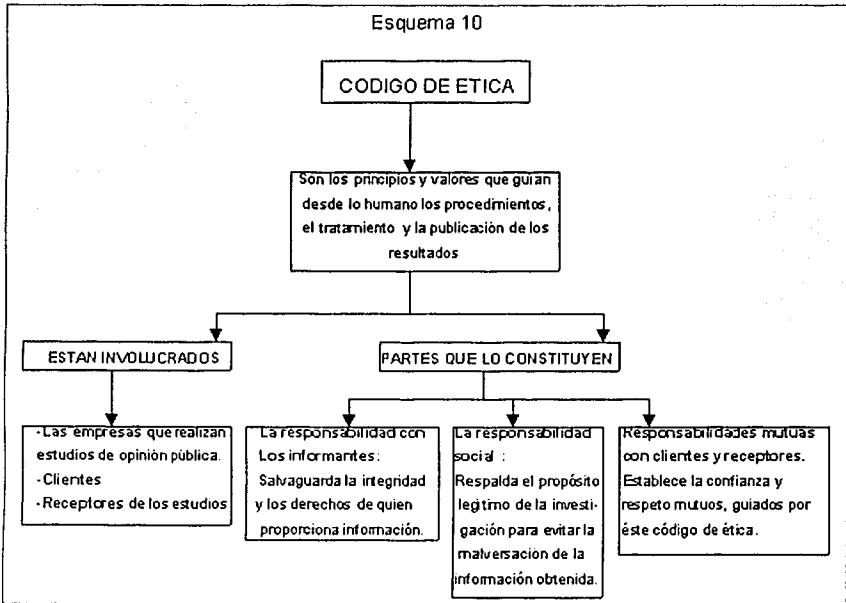 Esquema 10
CODIGO DE ETICA
Son los principios y valores que guían
desde lo humano los procedimientos,
el tratamiento y la publicación de los
resultados
ESTAN INVOLUCRADOS
PARTES QUE LO CONSTITUYEN
-Las empresas que realizan
estudios de opinión pública.
-Clientes
-Receptores de los estudios
La responsabilidad con
Los informantes:
Salvaguarda la integridad
y los derechos de quien
proporciona información.
La responsabilidad
social :
Respalda el propósito
legítimo de la investi-
gación para evitar la
malversación de la
información obtenida.
Responsabilidades mutuas
con clientes y receptores.
Establece la confianza y
respeto mutuos, guiados por
éste código de ética.